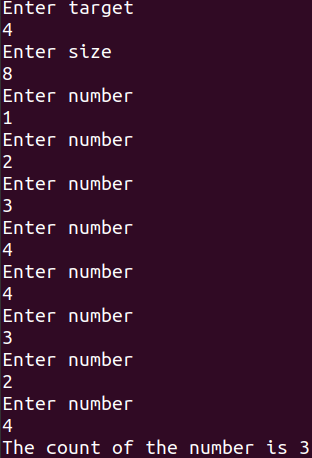 Enter target
4
Enter size
8
Enter number
1
Enter number
2
Enter number
3
Enter number
4
Enter number
4
Enter number
3
Enter number
2
Enter number
4
The count of the number is 3